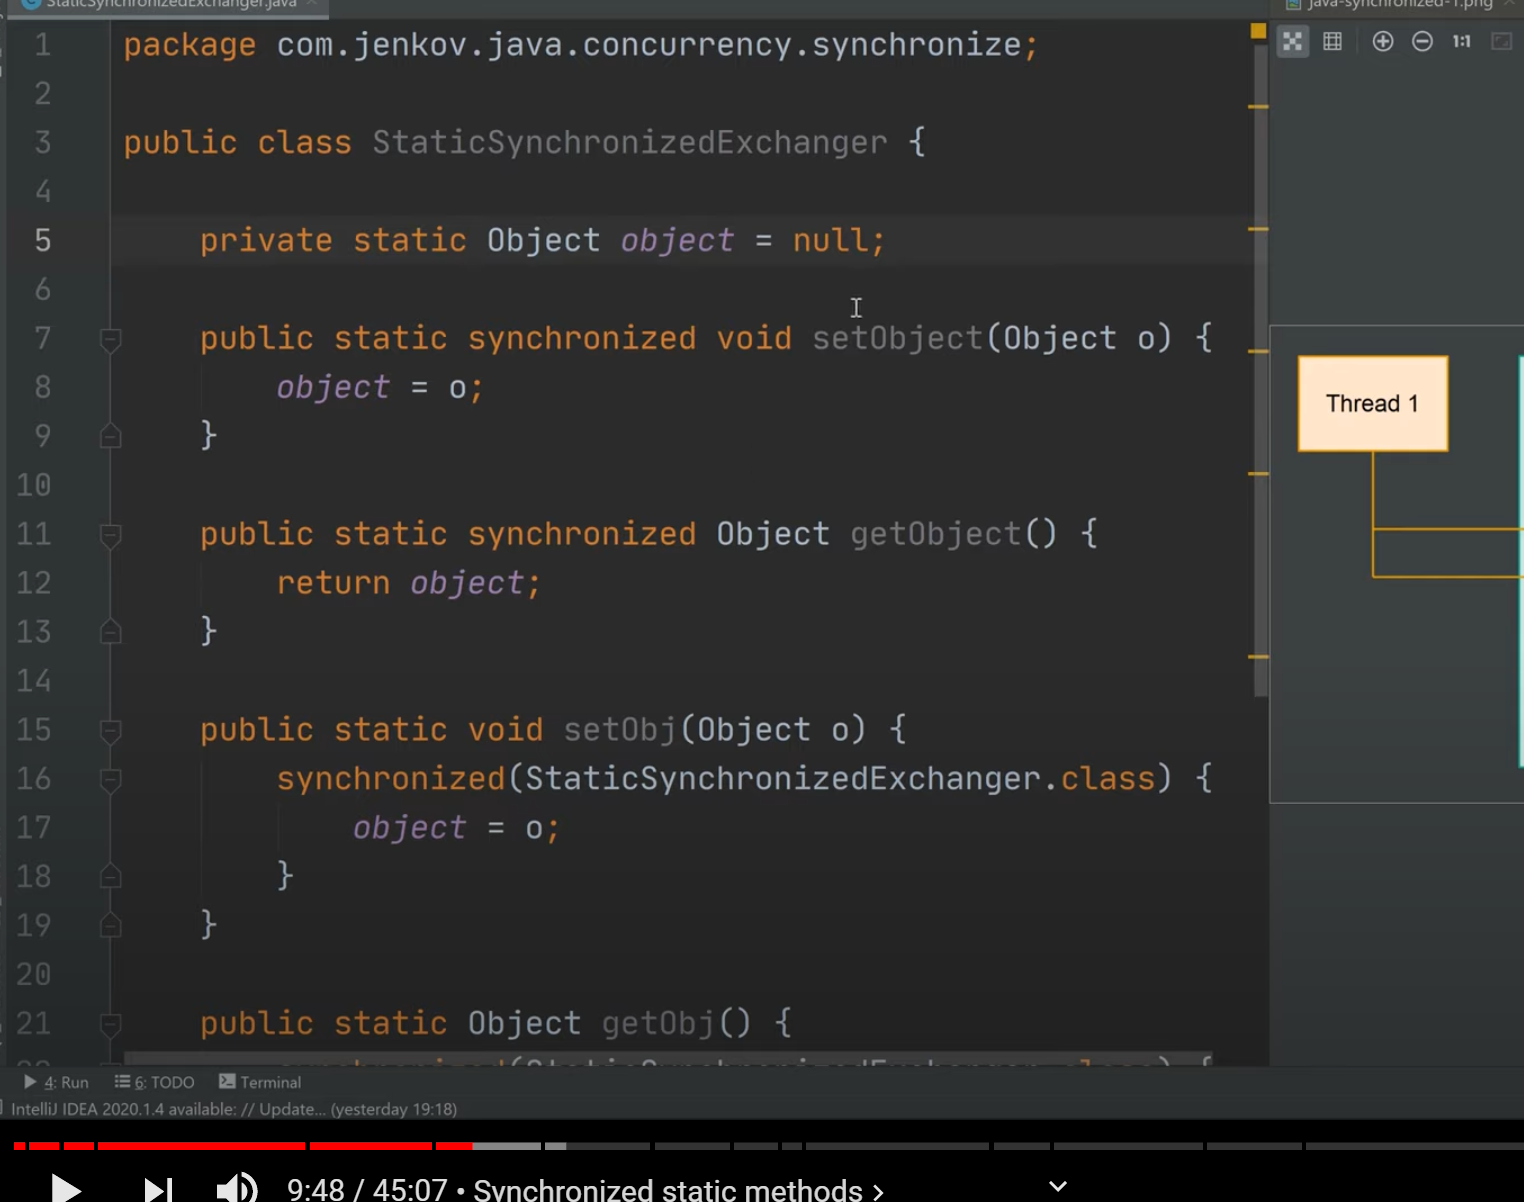 StaticSynchronizedExchanger.java
java-synchronized-1.png
1:1
1 package com.jenkov.java.concurrency.synchronize;
2
3 public class StaticSynchronizedExchanger {
4
5 private static Object object = null;
6
7 public static synchronized void setObject(Object o) {
8 object = o;
9 }
10
11 public static synchronized Object getObject() {
12 return object;
13 }
14
15 public static void setObj(Object o) {
16 synchronized(StaticSynchronizedExchanger.class) {
17 object = o;
18 }
19 }
20
21 public static Object getObj() {
Thread 1
4: Run 6: TODO Terminal
IntelliJ IDEA 2020.1.4 available: // Update... (yesterday 19:18)
9:48 / 45:07 • Synchronized static methods >